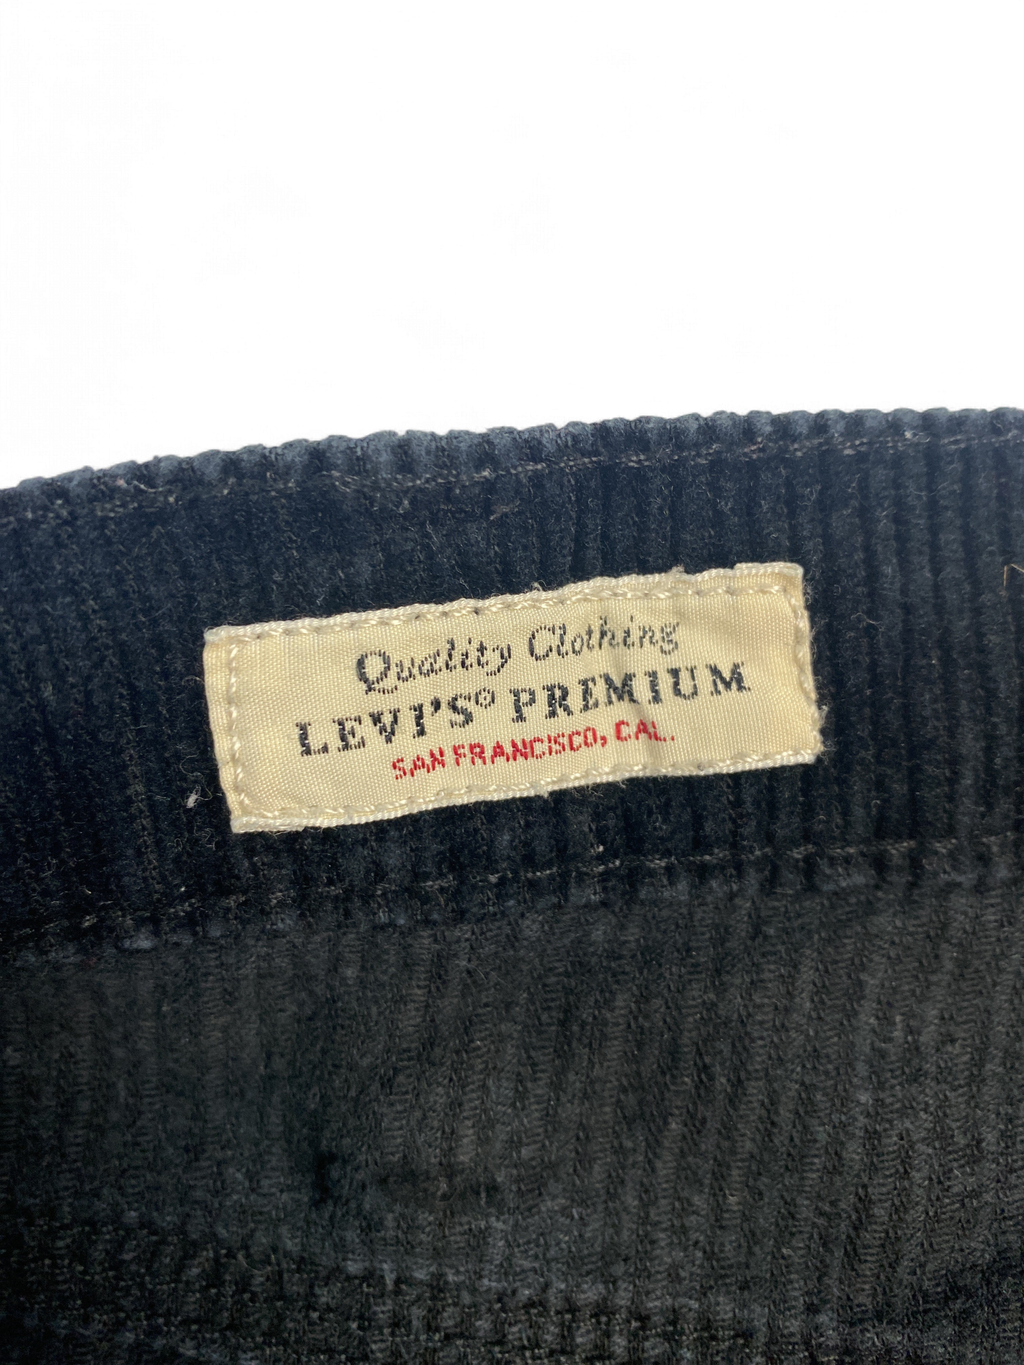 Quality Clothing
LEVI'S® PREMIUM
SAN FRANCISCO, CAL.